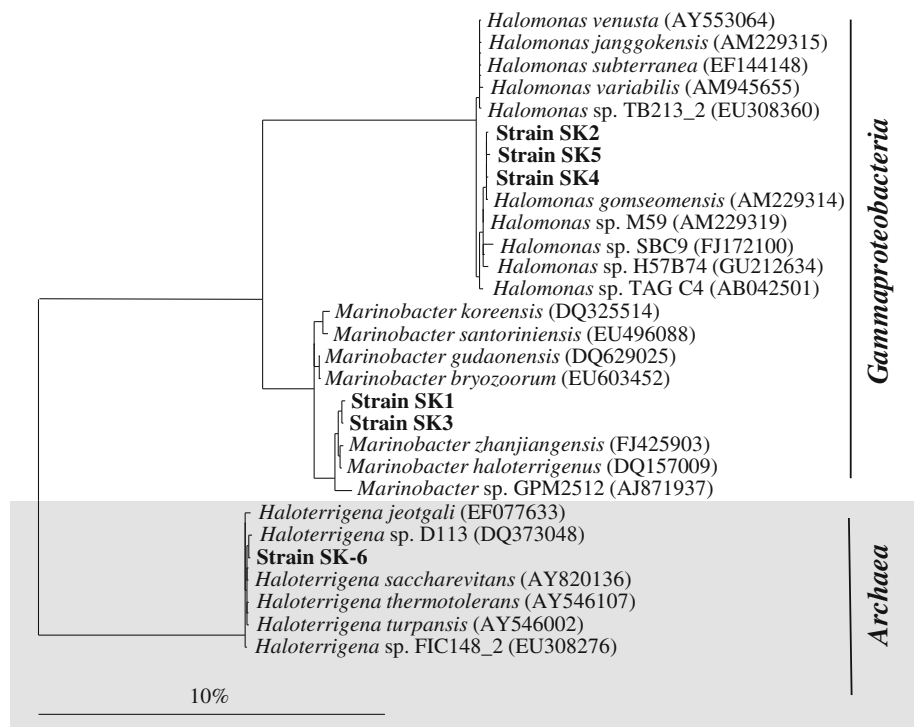 Halomonas venusta (AY553064)
Halomonas janggokensis (AM229315)
Halomonas subterranea (EF144148)
Halomonas variabilis (AM945655)
Halomonas sp. TB213_2 (EU308360)
Strain SK2
Strain SK5
Strain SK4
Halomonas gomseomensis (AM229314)
Halomonas sp. M59 (AM229319)
Halomonas sp. SBC9 (FJ172100)
Halomonas sp. H57B74 (GU212634)
Halomonas sp. TAG C4 (AB042501)
Marinobacter koreensis (DQ325514)
Marinobacter santoriniensis (EU496088)
Marinobacter gudaonensis (DQ629025)
Marinobacter bryozoorum (EU603452)
Strain SK1
Strain SK3
Marinobacter zhanjiangensis (FJ425903)
Marinobacter haloterrigenus (DQ157009)
Marinobacter sp. GPM2512 (AJ871937)
Gammaproteobacteria
Haloterrigena jeotgali (EF077633)
Haloterrigena sp. D113 (DQ373048)
Strain SK-6
Haloterrigena saccharevitans (AY820136)
Haloterrigena thermotolerans (AY546107)
Haloterrigena turpansis (AY546002)
Haloterrigena sp. FIC148_2 (EU308276)
Archaea
10%